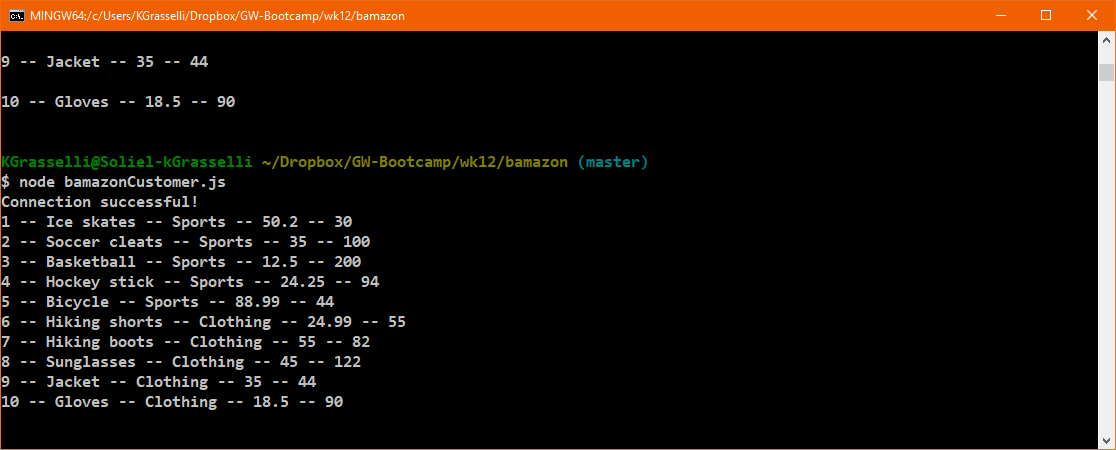 MINGW64:/c/Users/KGrasselli/Dropbox/GW-Bootcamp/wk12/bamazon
9 -- Jacket -- 35 -- 44
10 -- Gloves -- 18.5 -- 90
KGrasselli@Soliel-kGrasselli ~/Dropbox/GW-Bootcamp/wk12/bamazon (master)
$ node bamazonCustomer.js
Connection successful!
1 -- Ice skates -- Sports -- 50.2 -- 30
2 -- Soccer cleats -- Sports -- 35 -- 100
3 -- Basketball -- Sports -- 12.5 -- 200
4 -- Hockey stick -- Sports -- 24.25 -- 94
5 -- Bicycle -- Sports -- 88.99 -- 44
6 -- Hiking shorts -- Clothing -- 24.99 -- 55
7 -- Hiking boots -- Clothing -- 55 -- 82
8 -- Sunglasses -- Clothing -- 45 -- 122
9 -- Jacket -- Clothing -- 35 -- 44
10 -- Gloves -- Clothing -- 18.5 -- 90